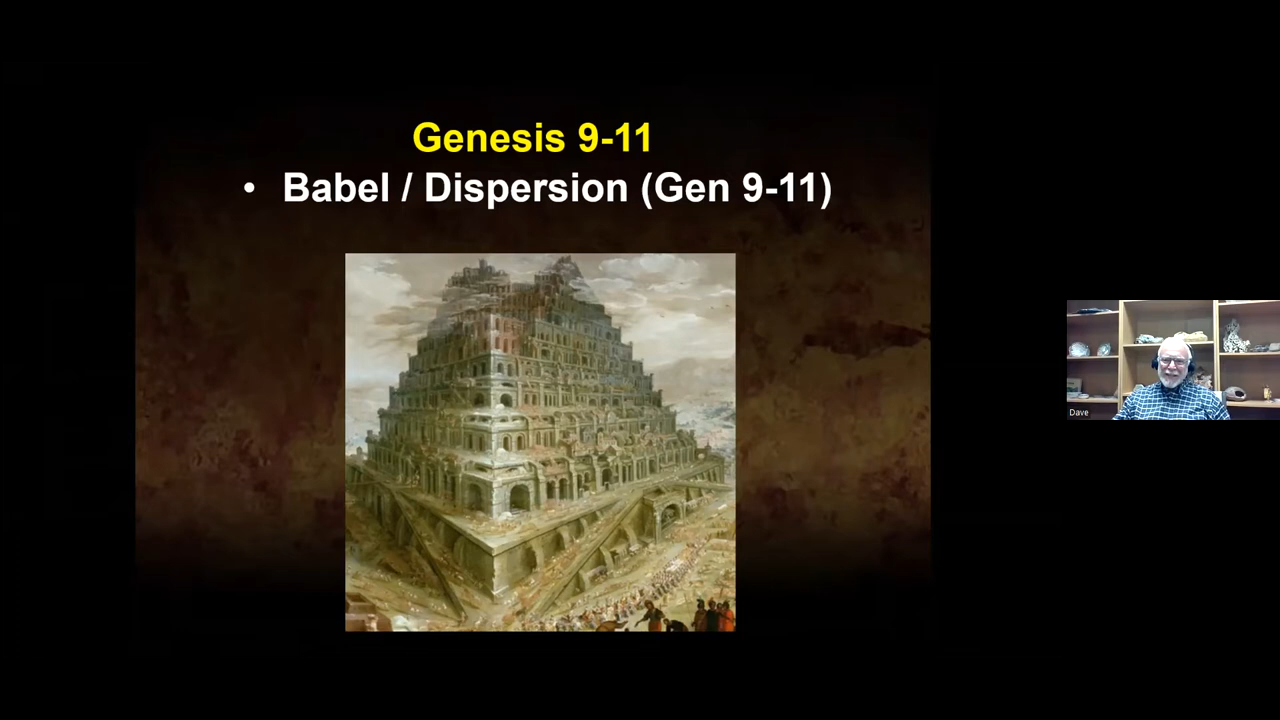 Genesis 9-11
• Babel / Dispersion (Gen 9-11)
Dave